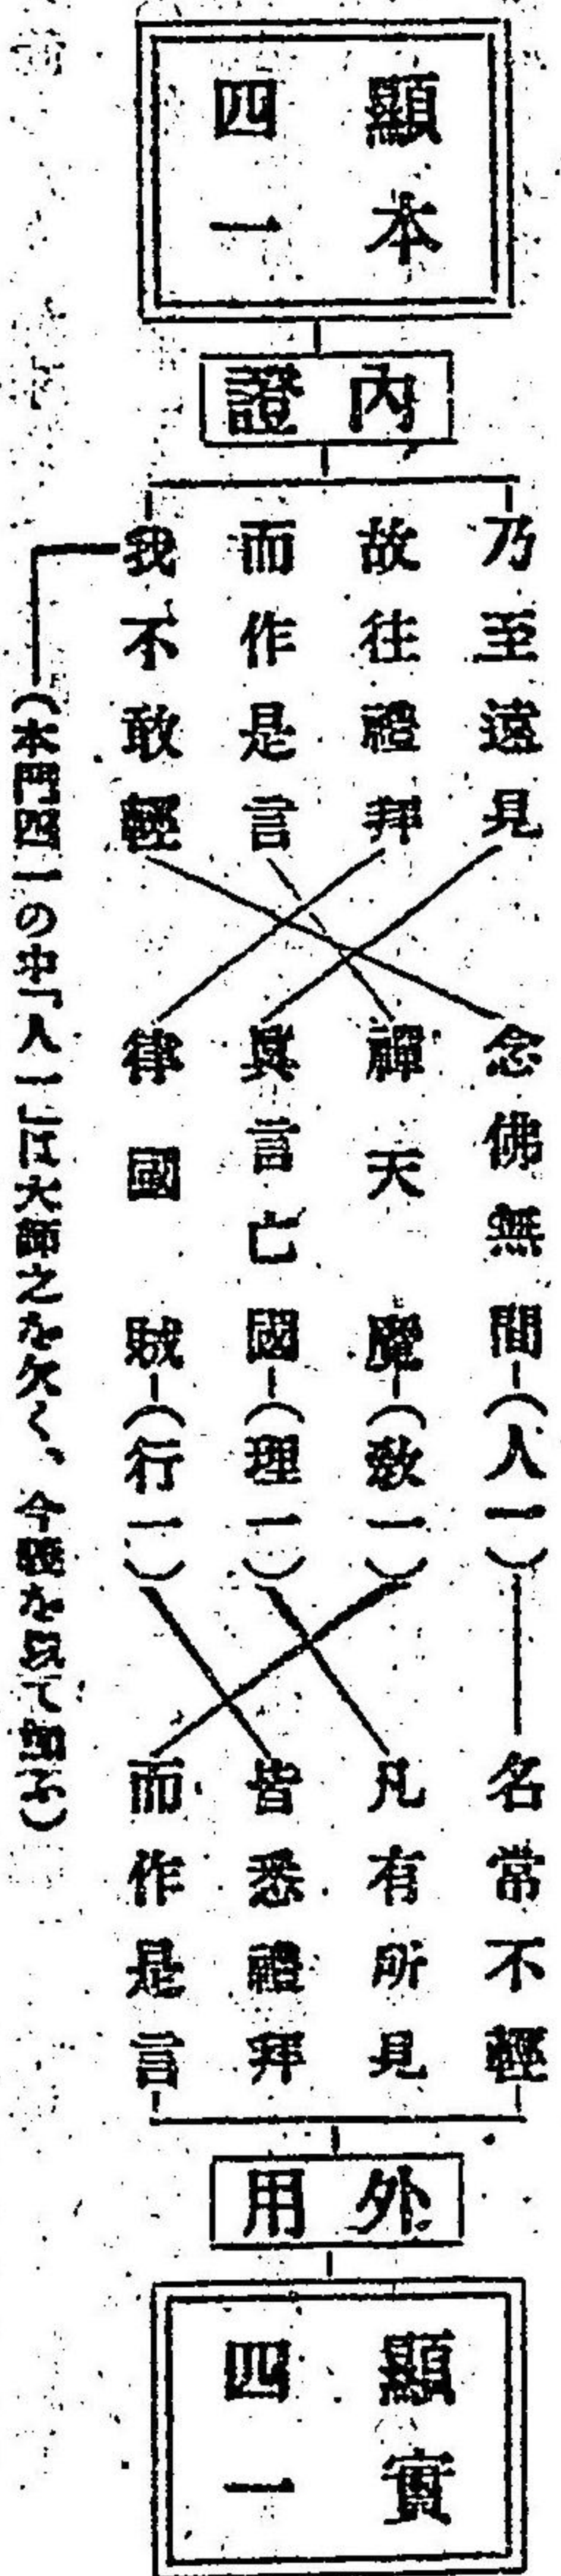 顯本
四一
內證
乃至遠見
故往禮拜
而作是言
我不敢輕
念佛無間（人一）
禪天魔（敎一）
眞言亡國（理一）
律國賊（行一）
（本門四一の中「人一」は大師之を欠く、今義を以て加ふ）
名常不輕
凡有所見
皆悉禮拜
而作是言
外用
顯實
四一